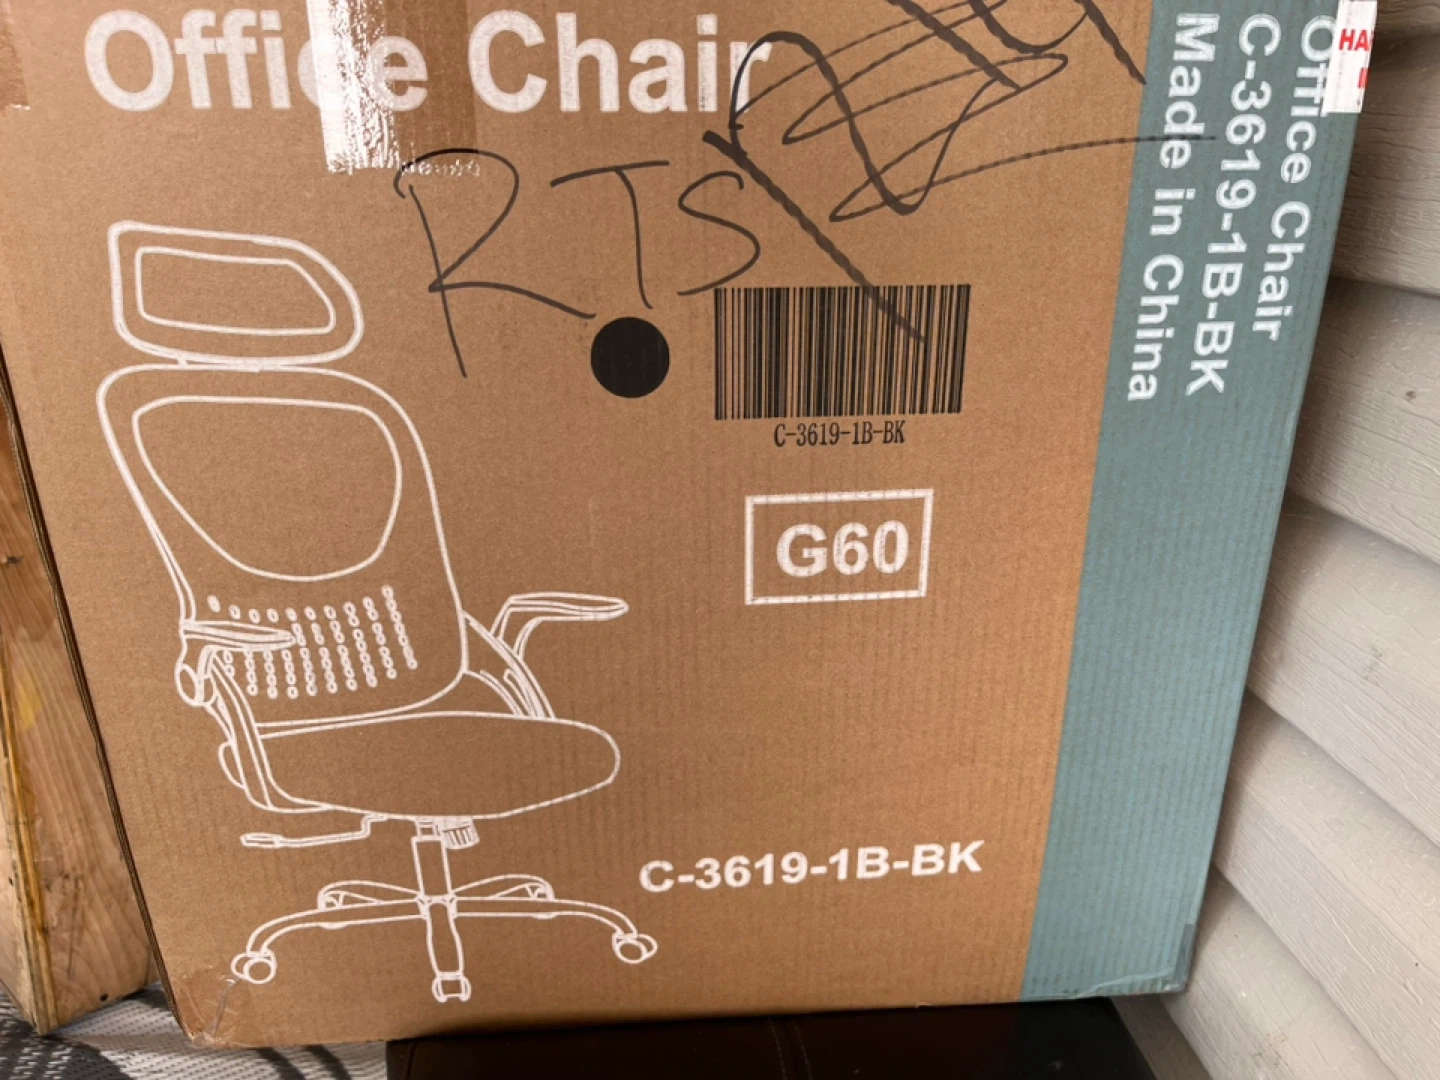 Office Chair
RTS
C-3619-1B-BK
G60
C-3619-1B-BK
Office Chair
C-3619-1B-BK
Made in China